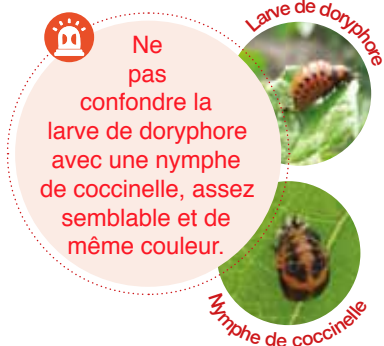 Ne
pas
confondre la
larve de doryphore
avec une nymphe
de coccinelle, assez
semblable et de
même couleur.
Larve de doryphore
Nymphe de coccinelle